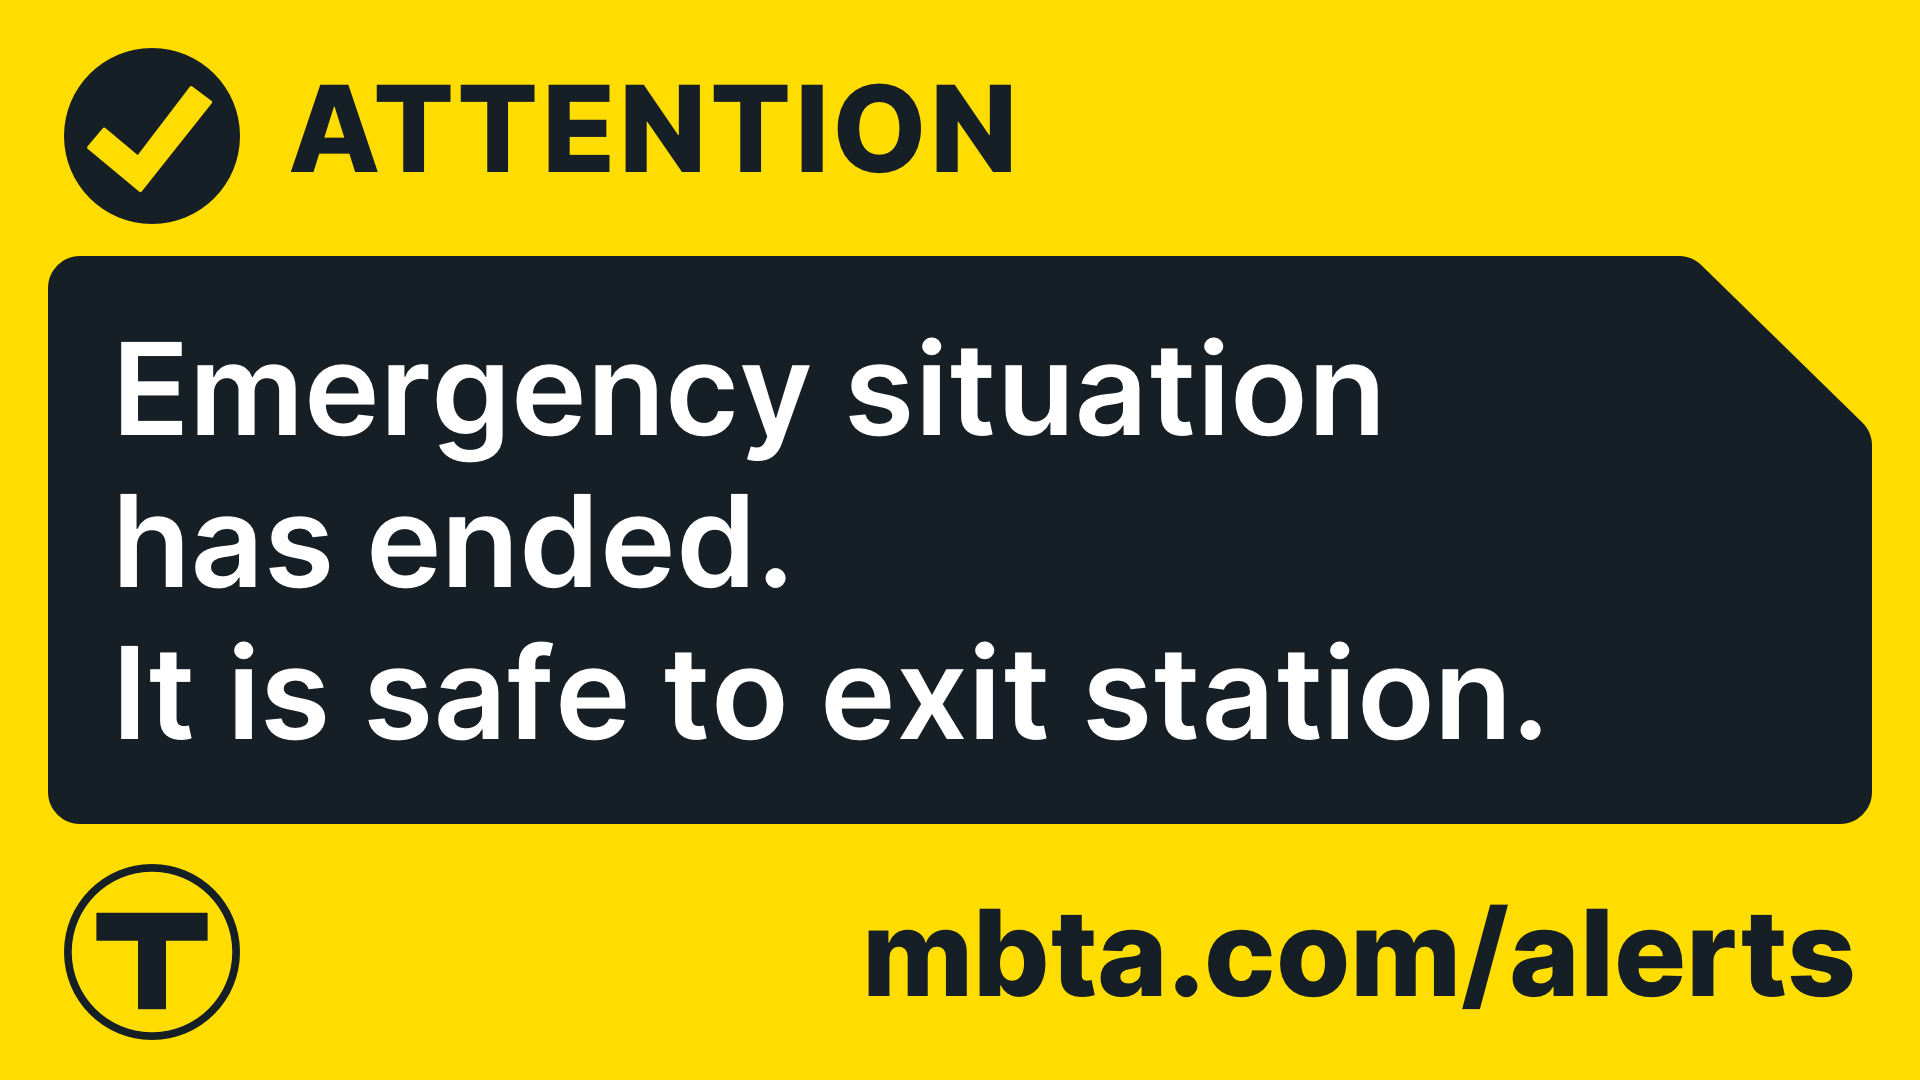 ATTENTION
Emergency situation
has ended.
It is safe to exit station.
T
mbta.com/alerts